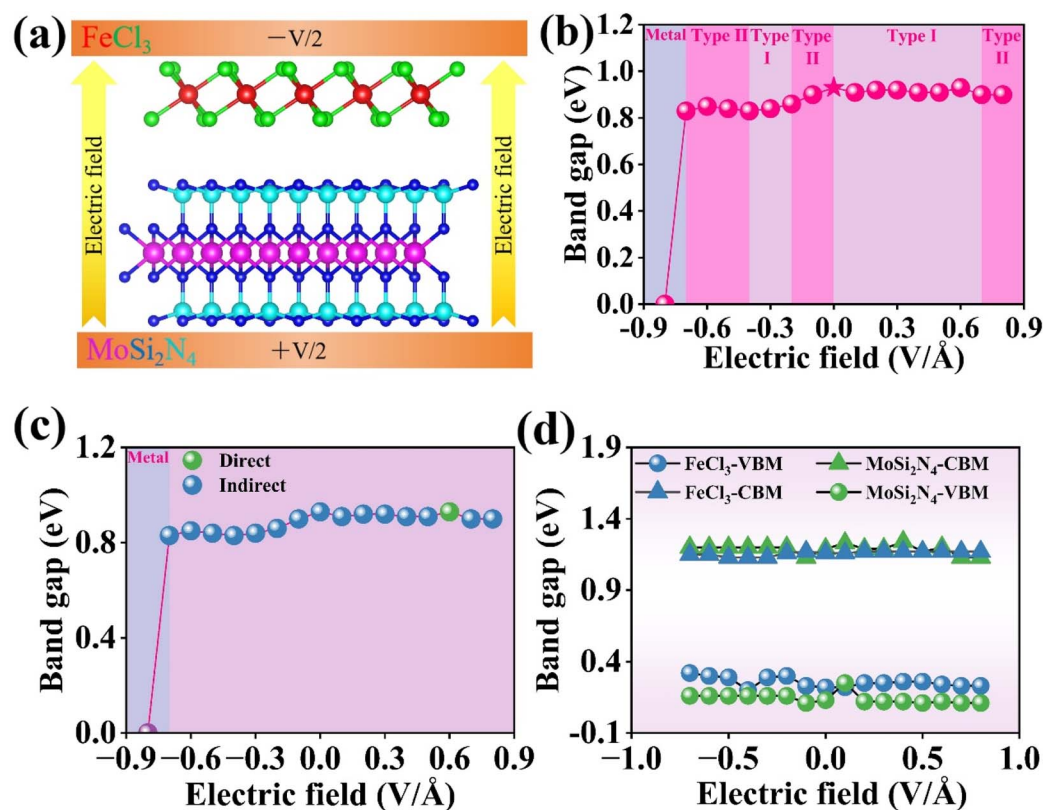 (a)
FeCl₃
−V/2
Electric field
Electric field
MoSi₂N₄
+V/2
(b)
Metal Type II Type I Type II Type I Type II
1.2
1.0
0.8
0.6
0.4
0.2
0.0
Band gap (eV)
−0.9 −0.6 −0.3 0.0 0.3 0.6 0.9
Electric field (V/Å)
(c)
Metal
Direct
Indirect
1.2
0.8
0.4
0.0
Band gap (eV)
−0.9 −0.6 −0.3 0.0 0.3 0.6 0.9
Electric field (V/Å)
(d)
FeCl₃-VBM MoSi₂N₄-CBM
FeCl₃-CBM MoSi₂N₄-VBM
1.9
1.4
0.9
0.4
-0.1
Band gap (eV)
−1.0 −0.5 0.0 0.5 1.0
Electric field (V/Å)